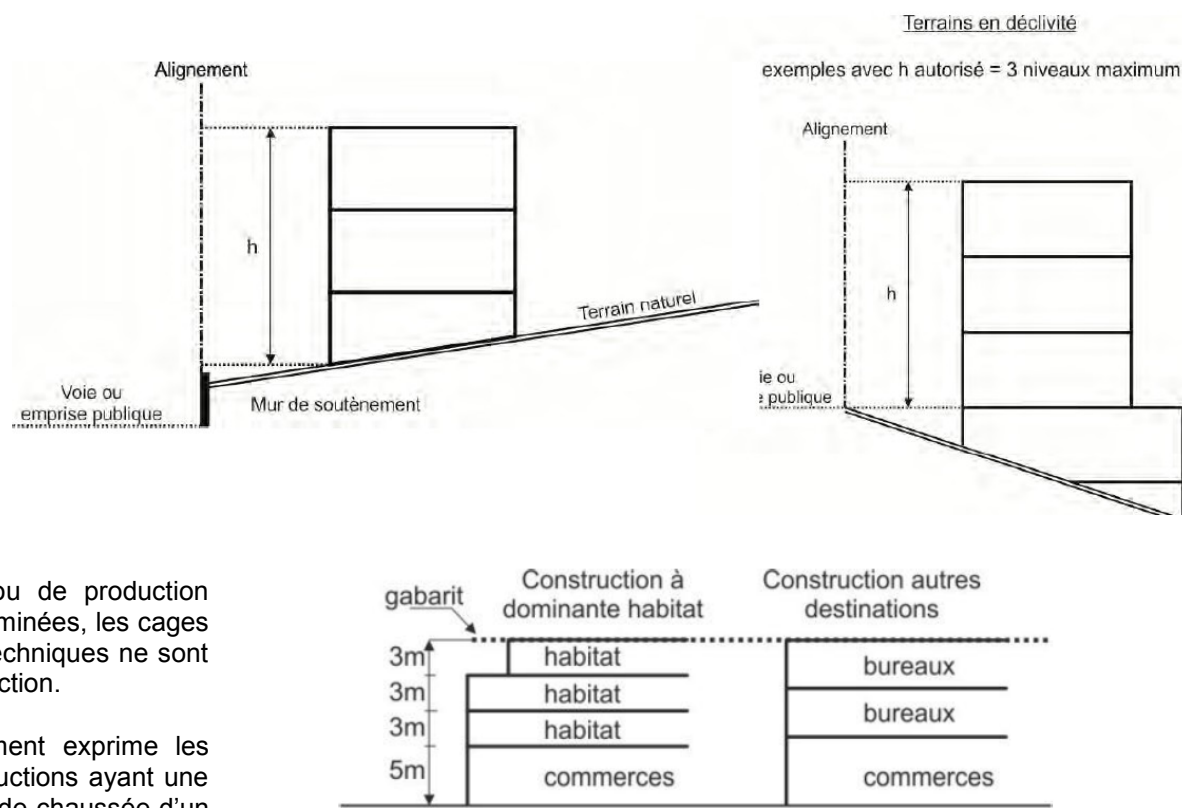 Terrains en déclivité
exemples avec h autorisé = 3 niveaux maximum
Alignement
h
Terrain naturel
Voie ou
emprise publique
Mur de soutènement
Alignement
h
ie ou
publique
ou de production
minées, les cages
echniques ne sont
ction.
ment exprime les
uctions ayant une
de chaussée d'un
gabarit
Construction à
dominante habitat
Construction autres
destinations
3m
habitat
bureaux
3m
habitat
bureaux
3m
habitat
5m
commerces
commerces